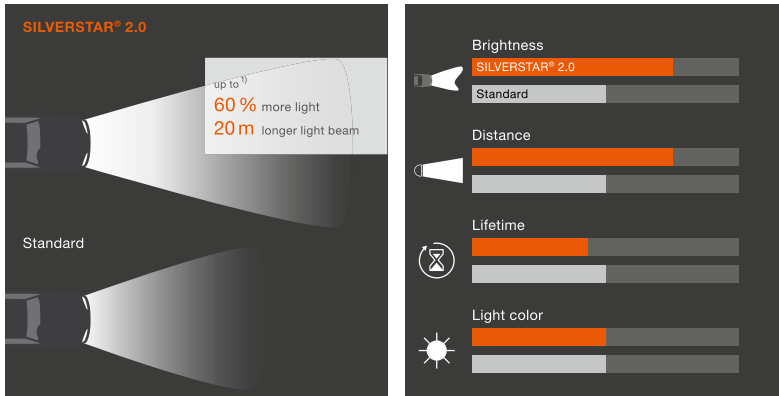 SILVERSTAR® 2.0
up to 1)
60 % more light
20 m longer light beam
Standard
Brightness
SILVERSTAR® 2.0
Standard
Distance
Lifetime
Light color